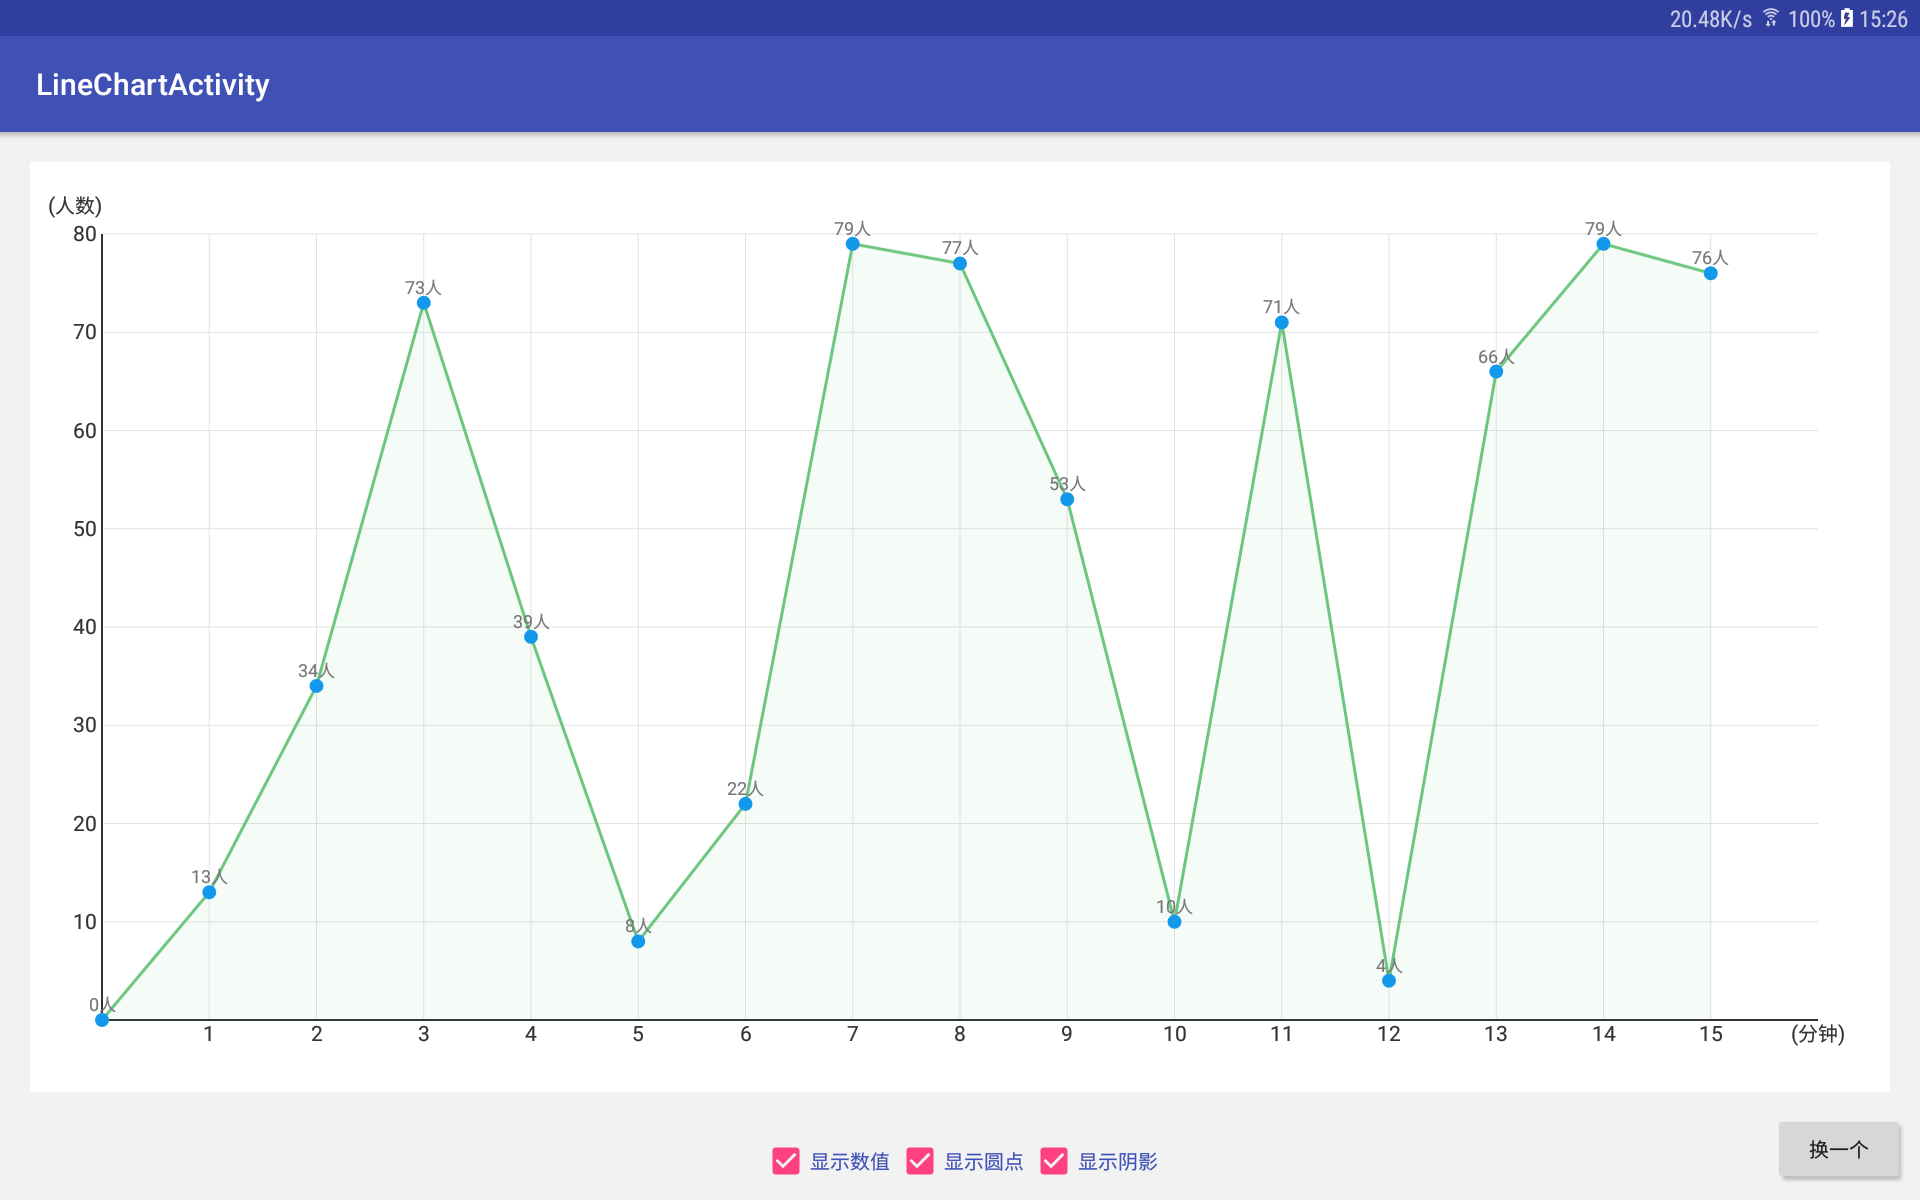 20.48K/s 100% 15:26
LineChartActivity
(人数)
80
79人
79人
77人
76人
73人
71人
70
66人
60
53人
50
40
39人
34人
30
22人
20
13人
10
8人
10人
4人
0人
1 2 3 4 5 6 7 8 9 10 11 12 13 14 15 (分钟)
换一个
显示数值 显示圆点 显示阴影